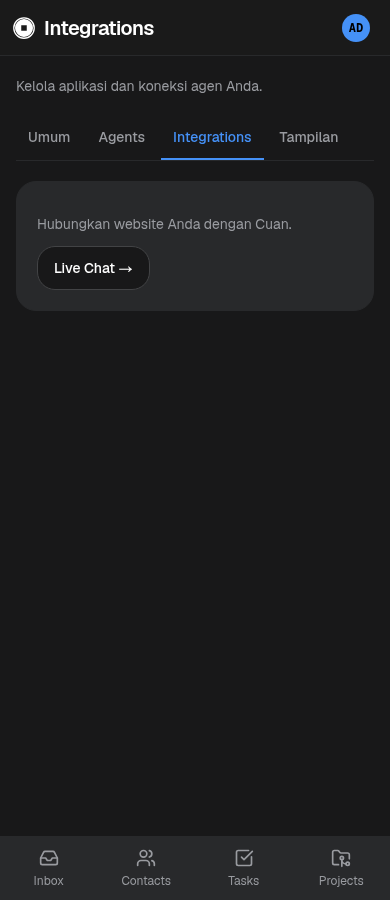 Integrations
AD
Kelola aplikasi dan koneksi agen Anda.
Umum
Agents
Integrations
Tampilan
Hubungkan website Anda dengan Cuan.
Live Chat →
Inbox
Contacts
Tasks
Projects